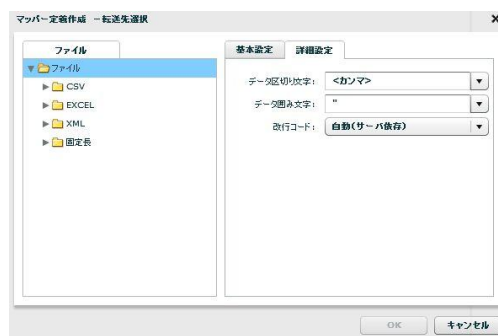 マッパー定義作成 －転送先選択
ファイル
ファイル
CSV
EXCEL
XML
固定長
基本設定 詳細設定
データ区切り文字： <カンマ>
データ囲み文字： "
改行コード： 自動(サーバ依存)
OK キャンセル